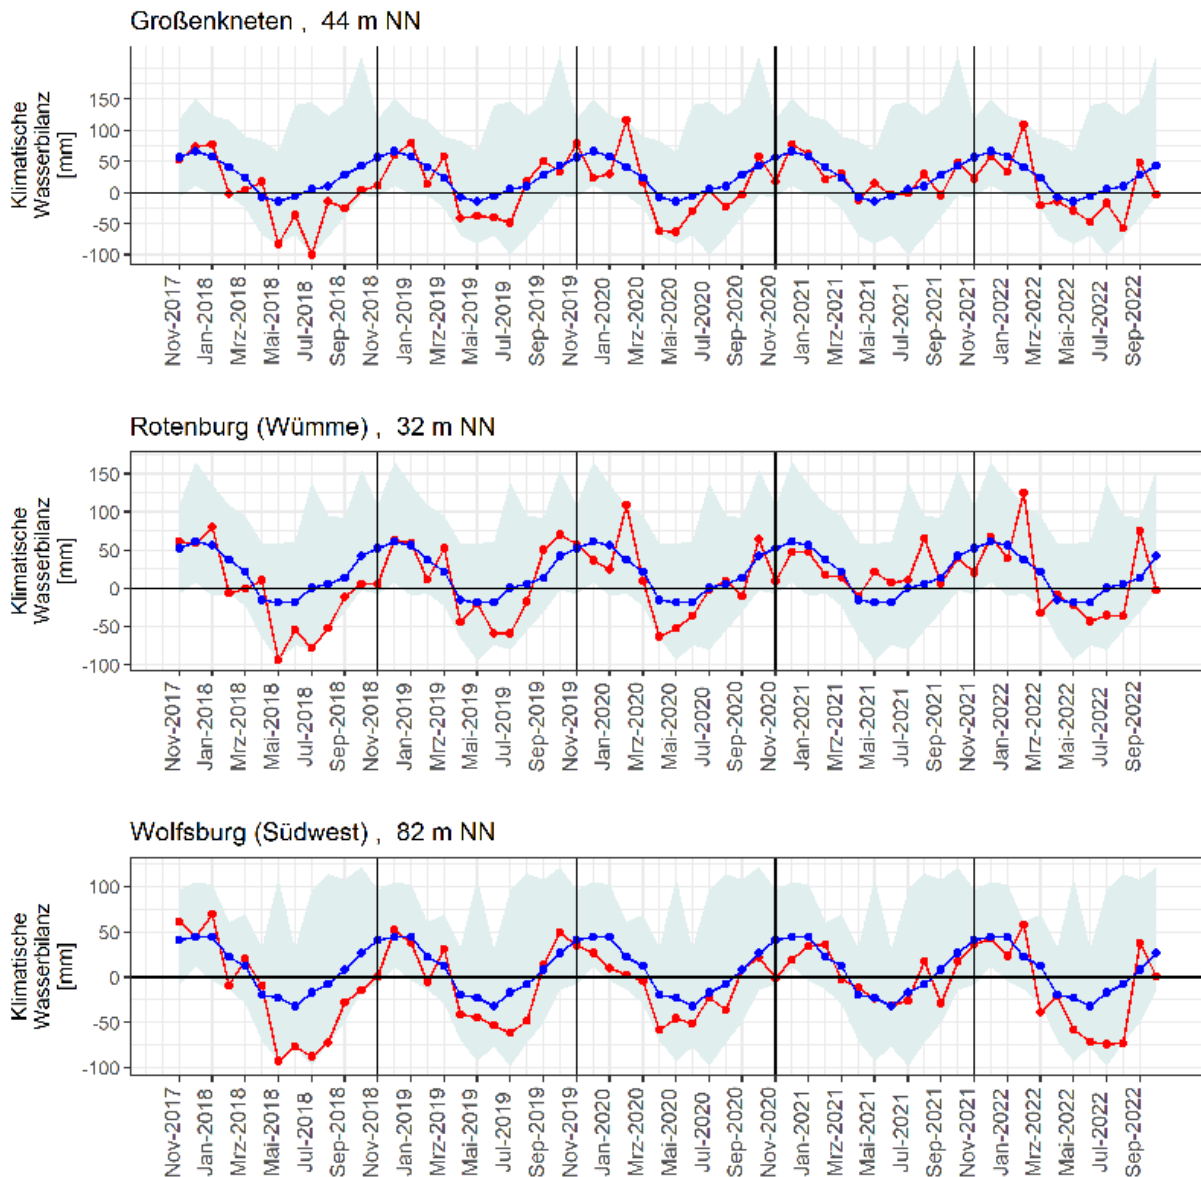 Großenkneten , 44 m NN
Klimatische
Wasserbilanz
[mm]
150
100
50
0
-50
-100
Nov-2017
Jan-2018
Mrz-2018
Mai-2018
Jul-2018
Sep-2018
Nov-2018
Jan-2019
Mrz-2019
Mai-2019
Jul-2019
Sep-2019
Nov-2019
Jan-2020
Mrz-2020
Mai-2020
Jul-2020
Sep-2020
Nov-2020
Jan-2021
Mrz-2021
Mai-2021
Jul-2021
Sep-2021
Nov-2021
Jan-2022
Mrz-2022
Mai-2022
Jul-2022
Sep-2022
Rotenburg (Wümme) , 32 m NN
Klimatische
Wasserbilanz
[mm]
150
100
50
0
-50
-100
Nov-2017
Jan-2018
Mrz-2018
Mai-2018
Jul-2018
Sep-2018
Nov-2018
Jan-2019
Mrz-2019
Mai-2019
Jul-2019
Sep-2019
Nov-2019
Jan-2020
Mrz-2020
Mai-2020
Jul-2020
Sep-2020
Nov-2020
Jan-2021
Mrz-2021
Mai-2021
Jul-2021
Sep-2021
Nov-2021
Jan-2022
Mrz-2022
Mai-2022
Jul-2022
Sep-2022
Wolfsburg (Südwest) , 82 m NN
Klimatische
Wasserbilanz
[mm]
100
50
0
-50
-100
Nov-2017
Jan-2018
Mrz-2018
Mai-2018
Jul-2018
Sep-2018
Nov-2018
Jan-2019
Mrz-2019
Mai-2019
Jul-2019
Sep-2019
Nov-2019
Jan-2020
Mrz-2020
Mai-2020
Jul-2020
Sep-2020
Nov-2020
Jan-2021
Mrz-2021
Mai-2021
Jul-2021
Sep-2021
Nov-2021
Jan-2022
Mrz-2022
Mai-2022
Jul-2022
Sep-2022